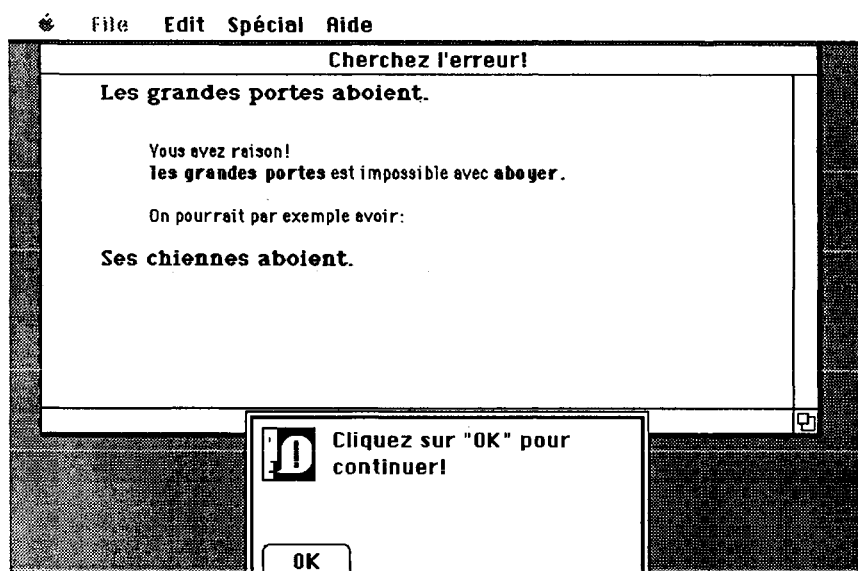 File Edit Spécial Aide
Cherchez l'erreur!
Les grandes portes aboient.
Vous avez raison!
les grandes portes est impossible avec aboyer.
On pourrait par exemple avoir:
Ses chiennes aboient.
Cliquez sur "OK" pour
continuer!
OK